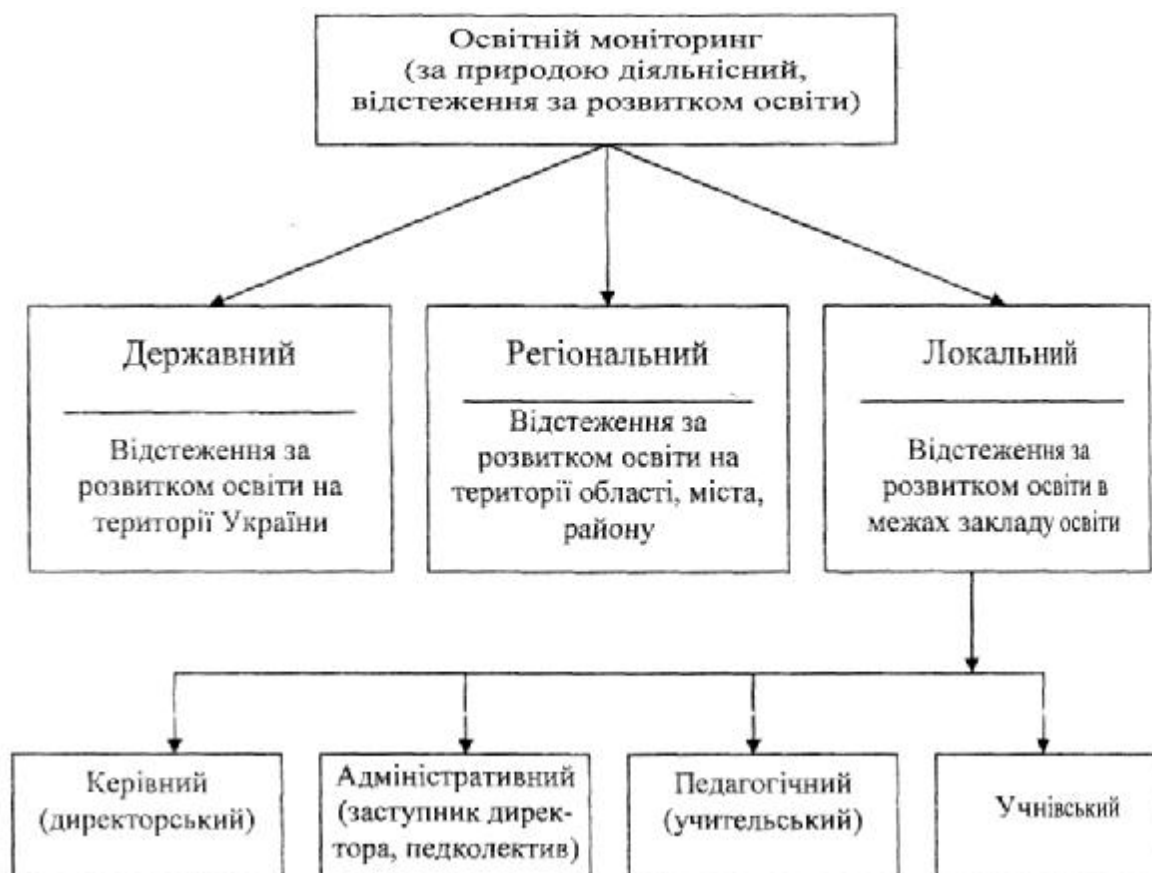 Освітній моніторинг
(за природою діяльнісний,
відстеження за розвитком освіти)
Державний
Відстеження за
розвитком освіти на
території України
Регіональний
Відстеження за
розвитком освіти на
території області, міста,
району
Локальний
Відстеження за
розвитком освіти в
межах закладу освіти
Керівний
(директорський)
Адміністративний
(заступник дирек-
тора, педколектив)
Педагогічний
(учительський)
Учнівський